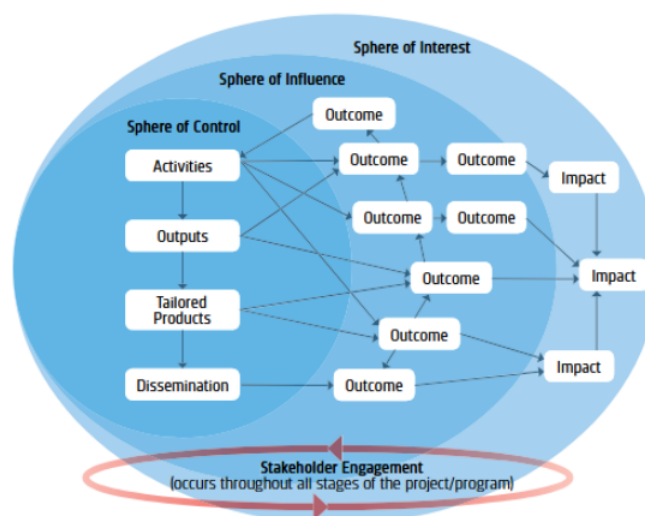 Sphere of Interest
Sphere of Influence
Sphere of Control
Outcome
Activities
Outcome
Outcome
Impact
Outputs
Outcome
Outcome
Outcome
Impact
Tailored
Products
Outcome
Impact
Dissemination
Outcome
Stakeholder Engagement
(occurs throughout all stages of the project/program)